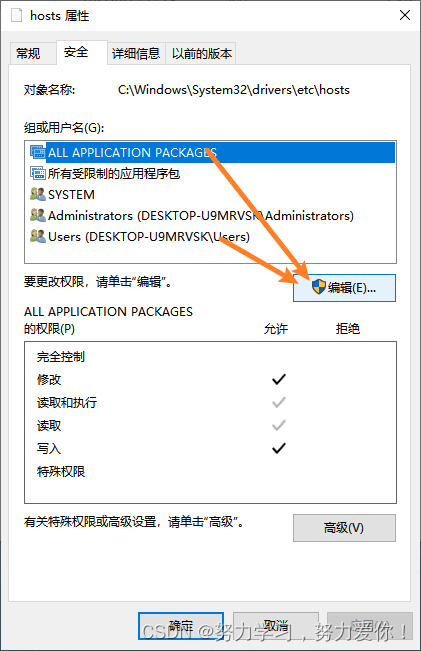 hosts 属性
常规 安全 详细信息 以前的版本
对象名称: C:\Windows\System32\drivers\etc\hosts
组或用户名(G):
ALL APPLICATION PACKAGES
所有受限制的应用程序包
SYSTEM
Administrators (DESKTOP-U9MRVSK\Administrators)
Users (DESKTOP-U9MRVSK\Users)
要更改权限，请单击"编辑"。
编辑(E)...
ALL APPLICATION PACKAGES
的权限(P) 允许 拒绝
完全控制
修改
读取和执行
读取
写入
特殊权限
有关特殊权限或高级设置，请单击"高级"。
高级(V)
确定 取消
CSDN @努力学习，努力爱你！